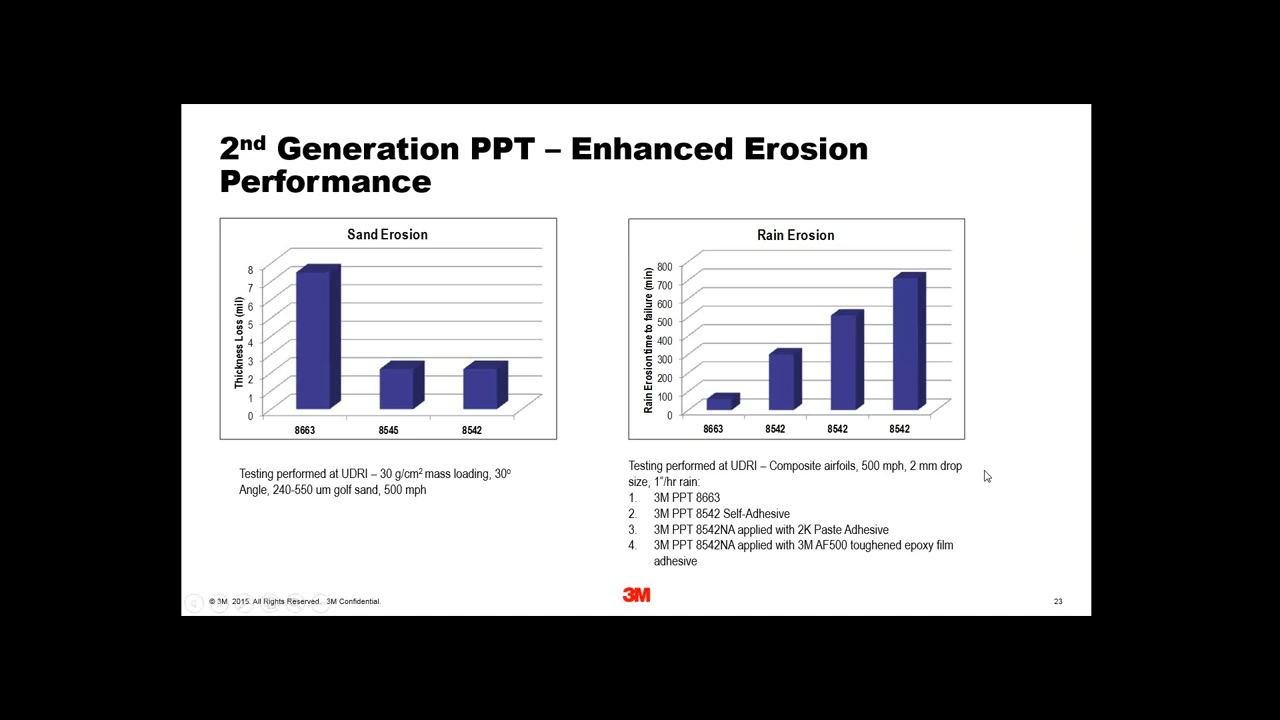 2nd Generation PPT – Enhanced Erosion
Performance
Sand Erosion
Thickness Loss (mil)
8
7
6
5
4
3
2
1
0
8663 8545 8542
Testing performed at UDRI – 30 g/cm2 mass loading, 30º
Angle, 240-550 um golf sand, 500 mph
Rain Erosion
Rain Erosion time to failure (min)
800
700
600
500
400
300
200
100
0
8663 8542 8542 8542
Testing performed at UDRI – Composite airfoils, 500 mph, 2 mm drop
size, 1"/hr rain:
1. 3M PPT 8663
2. 3M PPT 8542 Self-Adhesive
3. 3M PPT 8542NA applied with 2K Paste Adhesive
4. 3M PPT 8542NA applied with 3M AF500 toughened epoxy film
adhesive
© 3M 2015. All Rights Reserved. 3M Confidential.
3M
23